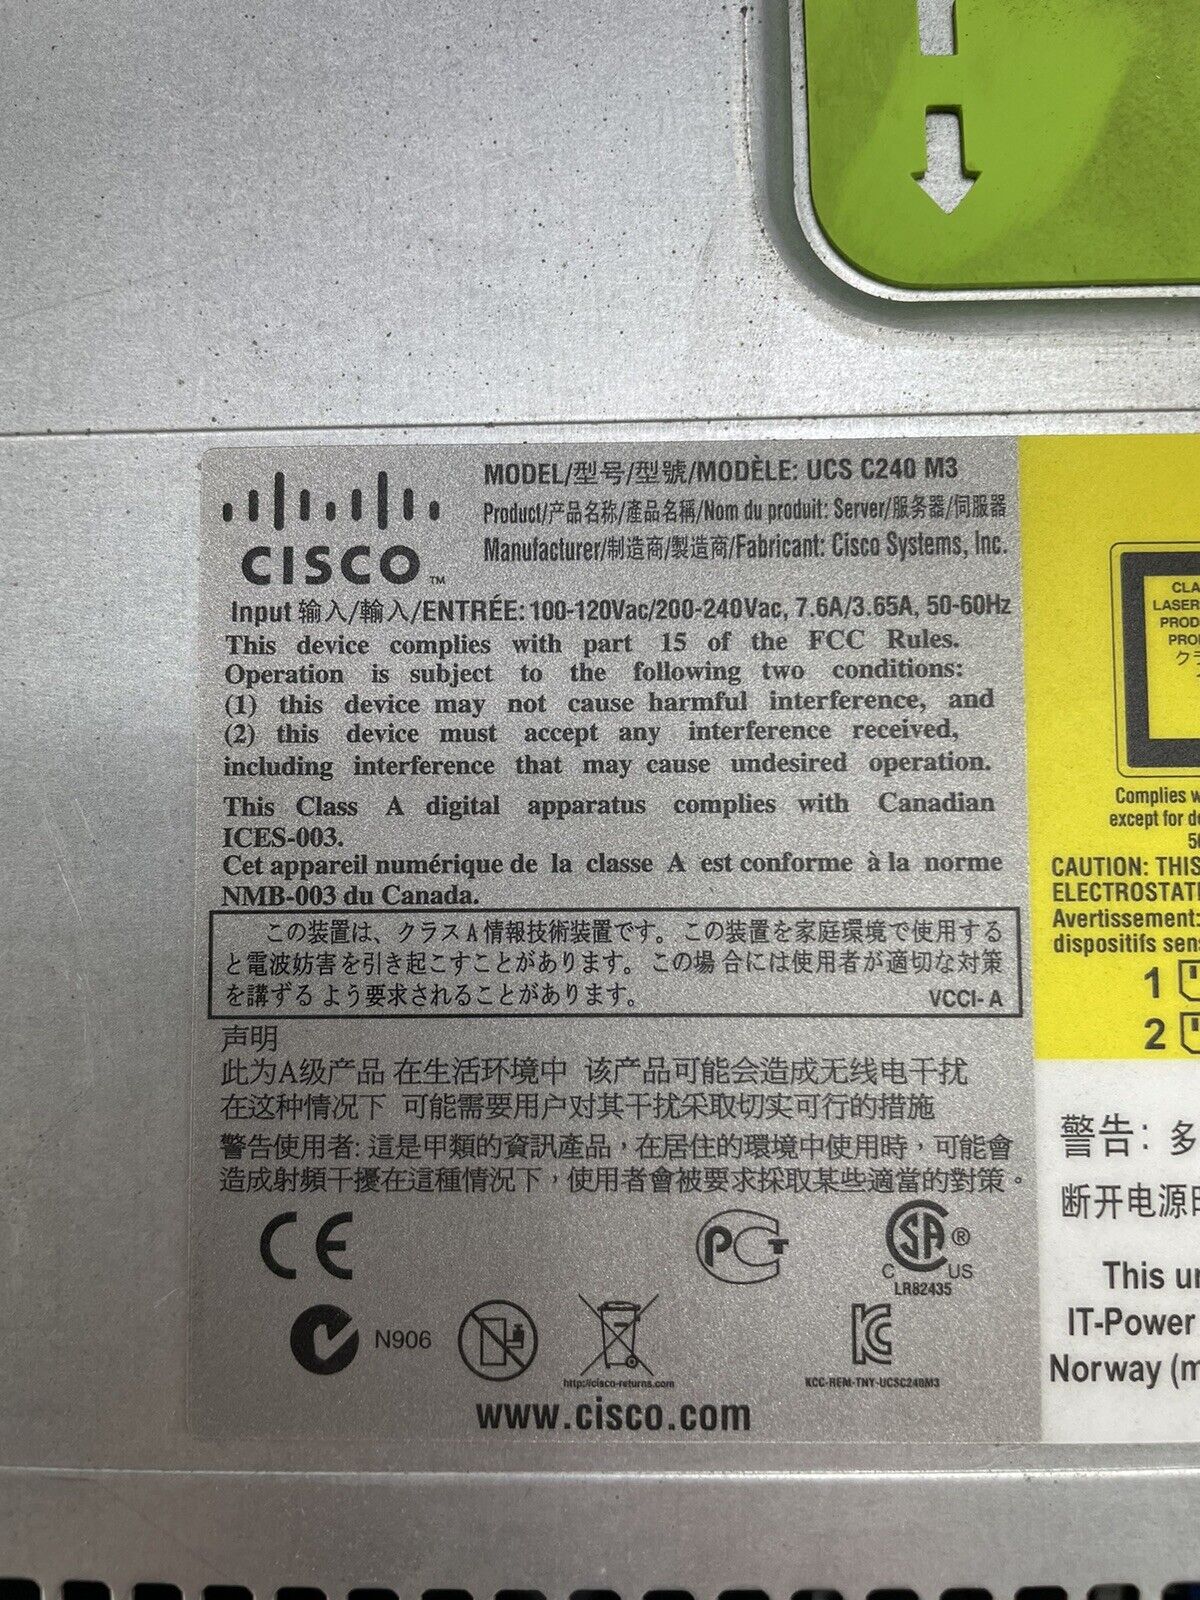 CISCO™
MODEL/型号/型號/MODÈLE: UCS C240 M3
Product/产品名称/產品名稱/Nom du produit: Server/服务器/伺服器
Manufacturer/制造商/製造商/Fabricant: Cisco Systems, Inc.
Input 输入/輸入/ENTRÉE: 100-120Vac/200-240Vac, 7.6A/3.65A, 50-60Hz
This device complies with part 15 of the FCC Rules.
Operation is subject to the following two conditions:
(1) this device may not cause harmful interference, and
(2) this device must accept any interference received,
including interference that may cause undesired operation.
This Class A digital apparatus complies with Canadian
ICES-003.
Cet appareil numérique de la classe A est conforme à la norme
NMB-003 du Canada.
この装置は、クラスA情報技術装置です。この装置を家庭環境で使用する
と電波妨害を引き起こすことがあります。この場合には使用者が適切な対策
を講ずるよう要求されることがあります。
VCCI-A
声明
此为A级产品 在生活环境中 该产品可能会造成无线电干扰
在这种情况下 可能需要用户对其干扰采取切实可行的措施
警告使用者: 這是甲類的資訊產品，在居住的環境中使用時，可能會
造成射頻干擾在這種情況下，使用者會被要求採取某些適當的對策。
CE
PCT
SA ®
C US
LR82435
N906
http://cisco-returns.com
KCC-REM-TNY-UCSC240M3
www.cisco.com
LASER
PROD
Complies w
except for de
CAUTION: THIS
ELECTROSTATI
Avertissement:
dispositifs sens
1
2
警告: 多
断开电源
This un
IT-Power
Norway (m